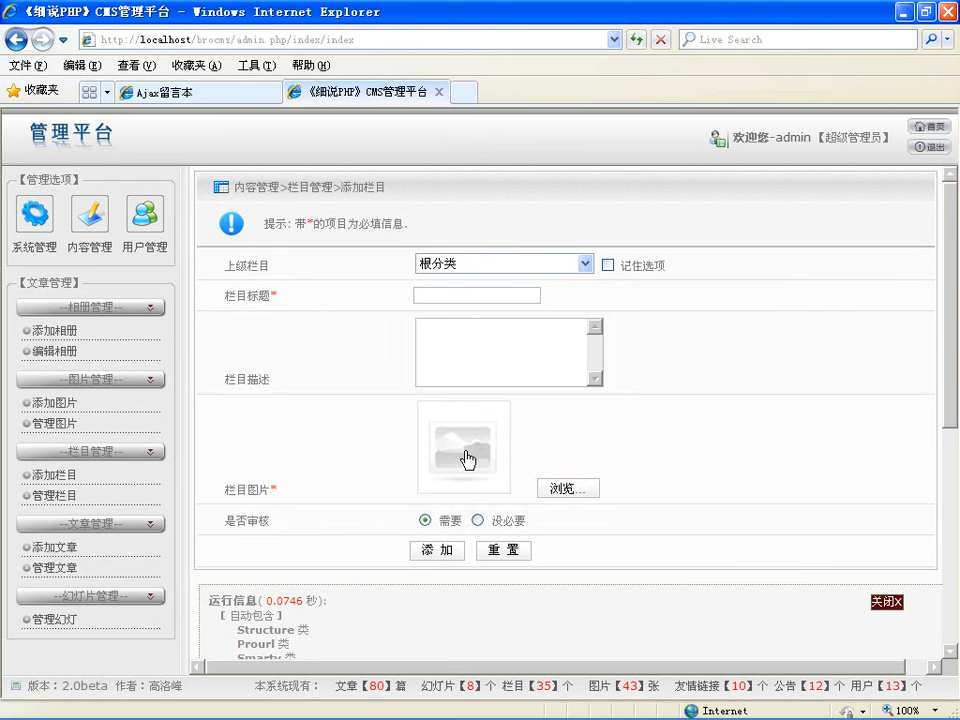 《细说PHP》CMS管理平台 - Windows Internet Explorer
http://localhost/brocms/admin.php/index/index
Live Search
文件(F) 编辑(E) 查看(V) 收藏夹(A) 工具(T) 帮助(H)
收藏夹 Ajax留言本 《细说PHP》CMS管理平台
管理平台
欢迎您-admin 【超级管理员】
首页
退出
【管理选项】
系统管理 内容管理 用户管理
【文章管理】
--相册管理--
添加相册
编辑相册
--图片管理--
添加图片
管理图片
--栏目管理--
添加栏目
管理栏目
--文章管理--
添加文章
管理文章
--幻灯片管理--
管理幻灯
内容管理>栏目管理>添加栏目
提示: 带*的项目为必填信息.
上级栏目 根分类 记住选项
栏目标题*
栏目描述
栏目图片* 浏览...
是否审核 需要 没必要
添 加 重 置
运行信息( 0.0746 秒): 关闭X
[ 自动包含 ]
Structure 类
Prourl 类
Smarty 类
版本: 2.0beta 作者: 高洛峰 本系统现有: 文章【80】篇 幻灯片【8】个 栏目【35】个 图片【43】张 友情链接【10】个 公告【12】个 用户【13】个
Internet 100%